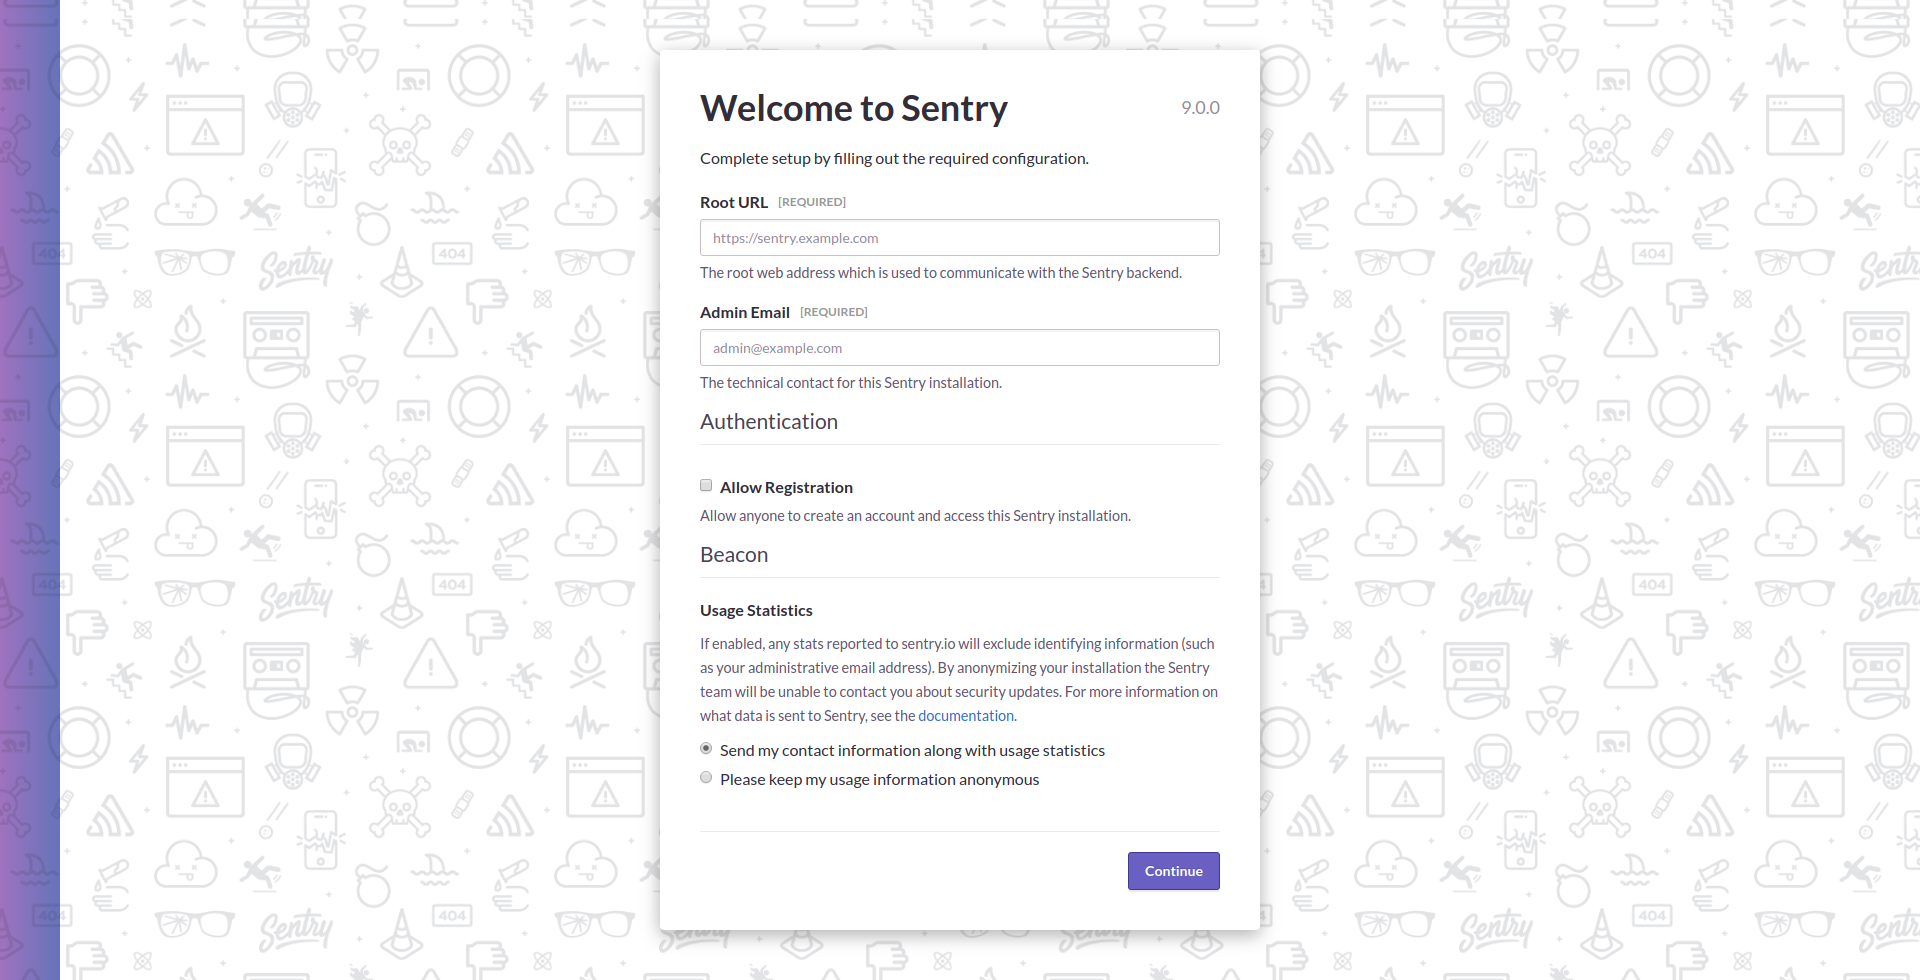 Welcome to Sentry
9.0.0
Complete setup by filling out the required configuration.
Root URL [REQUIRED]
https://sentry.example.com
The root web address which is used to communicate with the Sentry backend.
Admin Email [REQUIRED]
admin@example.com
The technical contact for this Sentry installation.
Authentication
Allow Registration
Allow anyone to create an account and access this Sentry installation.
Beacon
Usage Statistics
If enabled, any stats reported to sentry.io will exclude identifying information (such
as your administrative email address). By anonymizing your installation the Sentry
team will be unable to contact you about security updates. For more information on
what data is sent to Sentry, see the documentation.
Send my contact information along with usage statistics
Please keep my usage information anonymous
Continue
404
Sentry